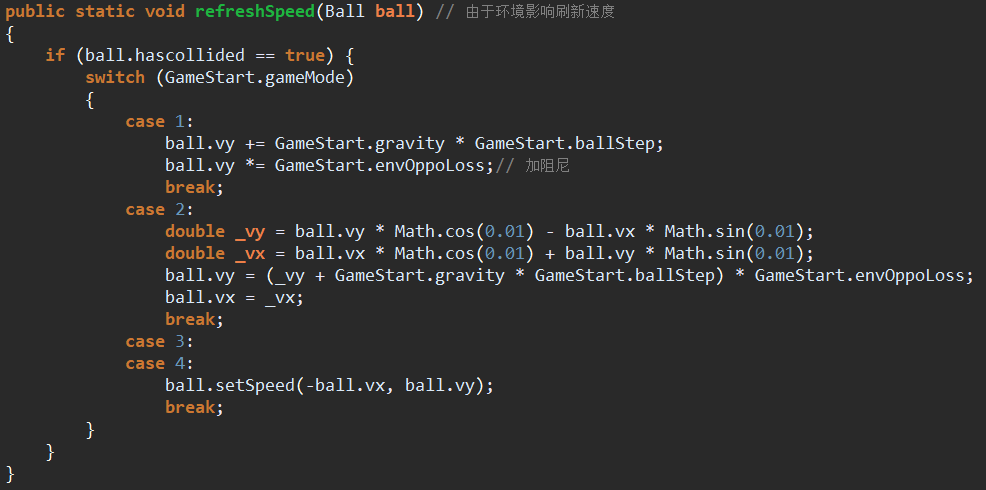 public static void refreshSpeed(Ball ball) // 由于环境影响刷新速度
{
    if (ball.hascollided == true) {
        switch (GameStart.gameMode)
        {
            case 1:
                ball.vy += GameStart.gravity * GameStart.ballStep;
                ball.vy *= GameStart.envOppoLoss;// 加阻尼
                break;
            case 2:
                double _vy = ball.vy * Math.cos(0.01) - ball.vx * Math.sin(0.01);
                double _vx = ball.vx * Math.cos(0.01) + ball.vy * Math.sin(0.01);
                ball.vy = (_vy + GameStart.gravity * GameStart.ballStep) * GameStart.envOppoLoss;
                ball.vx = _vx;
                break;
            case 3:
            case 4:
                ball.setSpeed(-ball.vx, ball.vy);
                break;
        }
    }
}